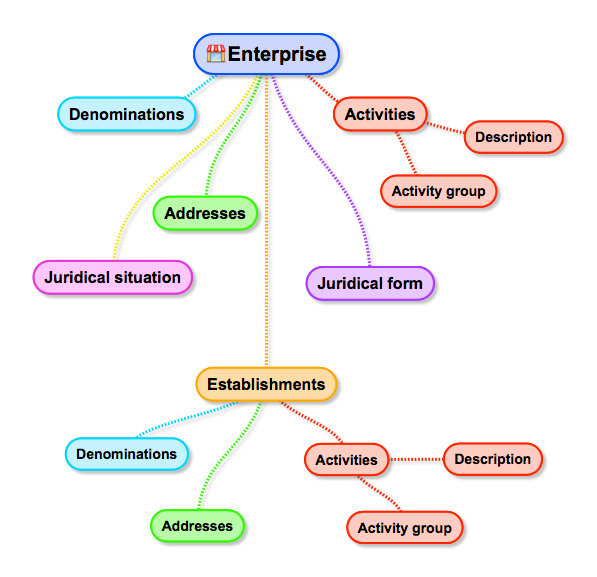 Enterprise
Denominations
Activities
Description
Activity group
Addresses
Juridical situation
Juridical form
Establishments
Denominations
Activities
Description
Addresses
Activity group